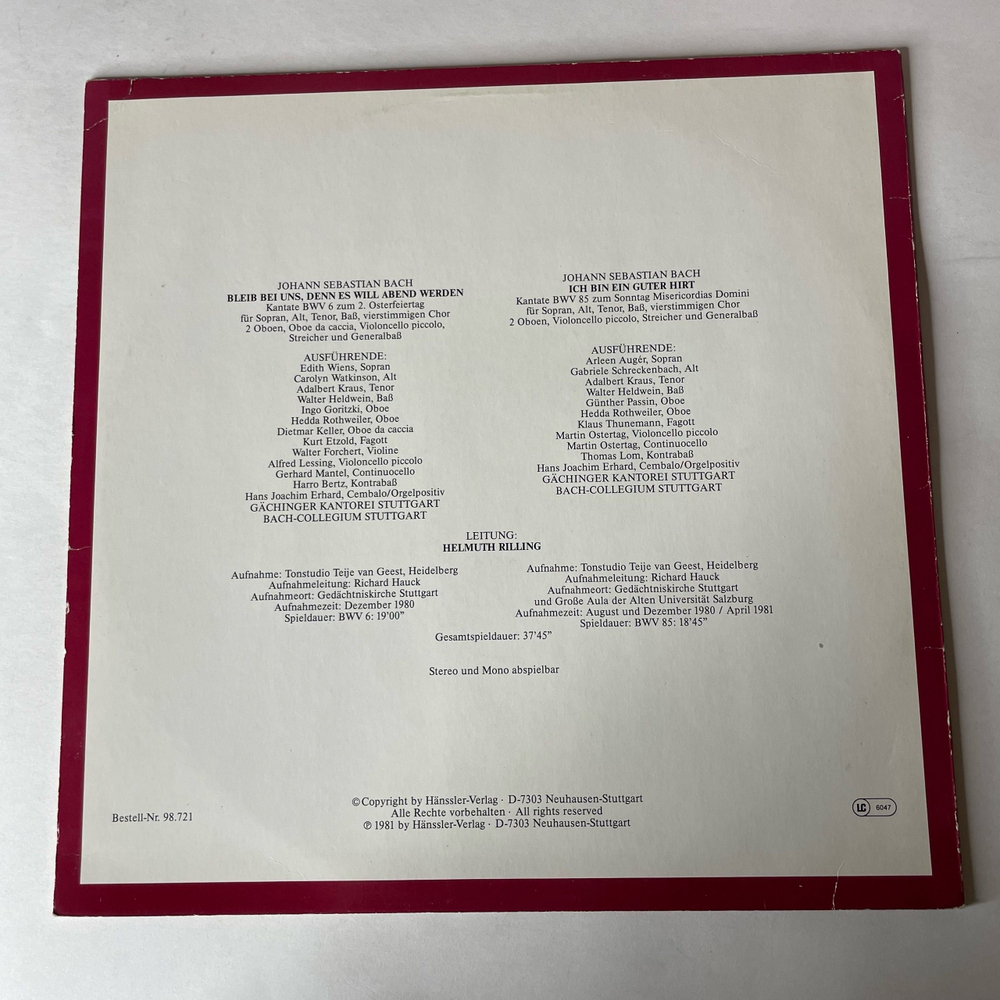 JOHANN SEBASTIAN BACH
BLEIB BEI UNS, DENN ES WILL ABEND WERDEN
Kantate BWV 6 zum 2. Osterfeiertag
für Sopran, Alt, Tenor, Baß, vierstimmigen Chor
2 Oboen, Oboe da caccia, Violoncello piccolo,
Streicher und Generalbaß
AUSFÜHRENDE:
Edith Wiens, Sopran
Carolyn Watkinson, Alt
Adalbert Kraus, Tenor
Walter Heldwein, Baß
Ingo Goritzki, Oboe
Hedda Rothweiler, Oboe
Dietmar Keller, Oboe da caccia
Kurt Etzold, Fagott
Walter Forchert, Violine
Alfred Lessing, Violoncello piccolo
Gerhard Mantel, Continuocello
Harro Bertz, Kontrabaß
Hans Joachim Erhard, Cembalo/Orgelpositiv
GÄCHINGER KANTOREI STUTTGART
BACH-COLLEGIUM STUTTGART
JOHANN SEBASTIAN BACH
ICH BIN EIN GUTER HIRT
Kantate BWV 85 zum Sonntag Misericordias Domini
für Sopran, Alt, Tenor, Baß, vierstimmigen Chor
2 Oboen, Violoncello piccolo, Streicher und Generalbaß
AUSFÜHRENDE:
Arleen Augér, Sopran
Gabriele Schreckenbach, Alt
Adalbert Kraus, Tenor
Walter Heldwein, Baß
Günther Passin, Oboe
Hedda Rothweiler, Oboe
Klaus Thunemann, Fagott
Martin Ostertag, Violoncello piccolo
Martin Ostertag, Continuocello
Thomas Lom, Kontrabaß
Hans Joachim Erhard, Cembalo/Orgelpositiv
GÄCHINGER KANTOREI STUTTGART
BACH-COLLEGIUM STUTTGART
LEITUNG:
HELMUTH RILLING
Aufnahme: Tonstudio Teije van Geest, Heidelberg
Aufnahmeleitung: Richard Hauck
Aufnahmeort: Gedächtniskirche Stuttgart
Aufnahmezeit: Dezember 1980
Spieldauer: BWV 6: 19'00"
Aufnahme: Tonstudio Teije van Geest, Heidelberg
Aufnahmeleitung: Richard Hauck
Aufnahmeort: Gedächtniskirche Stuttgart
und Große Aula der Alten Universität Salzburg
Aufnahmezeit: August und Dezember 1980 / April 1981
Spieldauer: BWV 85: 18'45"
Gesamtspieldauer: 37'45"
Stereo und Mono abspielbar
Bestell-Nr. 98.721
© Copyright by Hänssler-Verlag · D-7303 Neuhausen-Stuttgart
Alle Rechte vorbehalten · All rights reserved
℗ 1981 by Hänssler-Verlag · D-7303 Neuhausen-Stuttgart
LC 6047